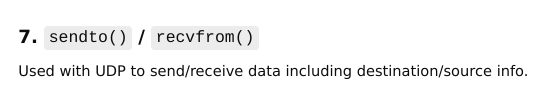 7. sendto() / recvfrom()
Used with UDP to send/receive data including destination/source info.